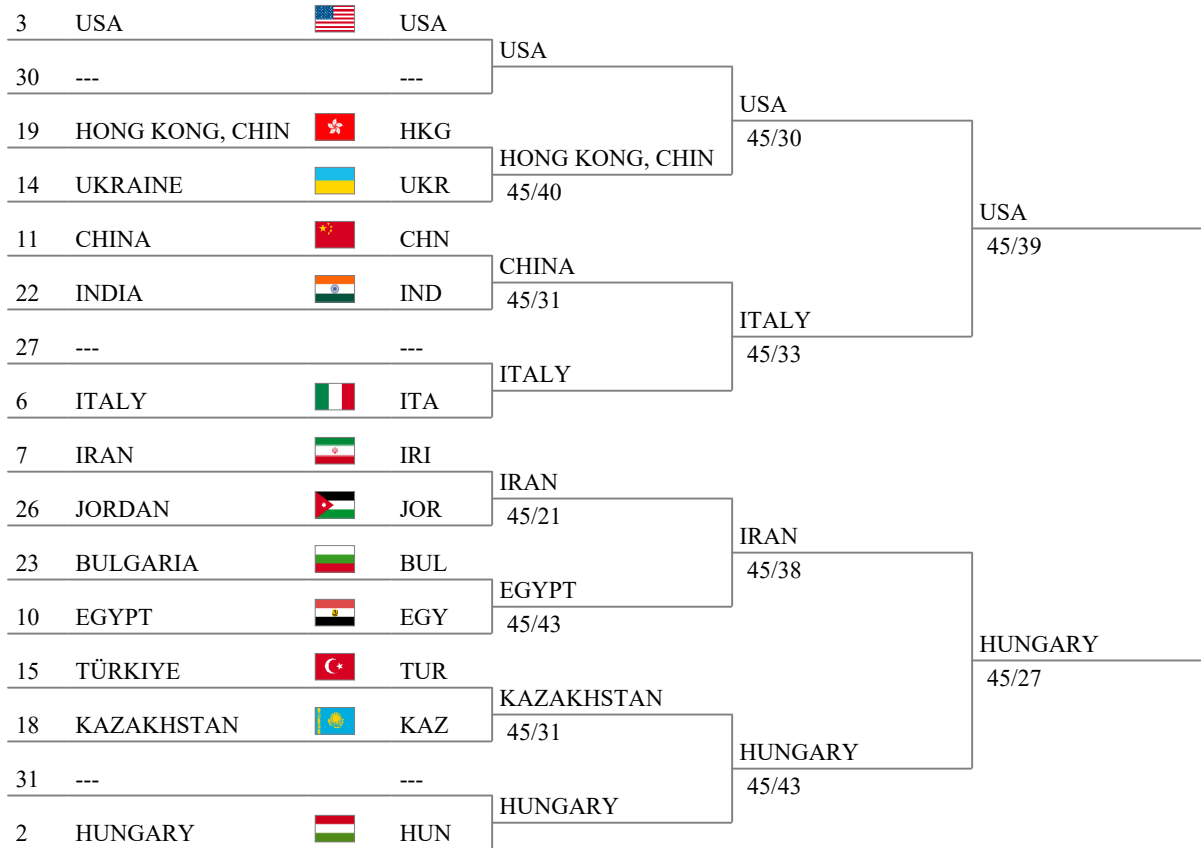 3 USA USA
USA
30 --- ---
USA
45/30
19 HONG KONG, CHIN HKG
HONG KONG, CHIN
45/40
14 UKRAINE UKR
USA
45/39
11 CHINA CHN
CHINA
45/31
22 INDIA IND
ITALY
45/33
27 --- ---
ITALY
6 ITALY ITA
7 IRAN IRI
IRAN
45/21
26 JORDAN JOR
IRAN
45/38
23 BULGARIA BUL
EGYPT
45/43
10 EGYPT EGY
HUNGARY
45/27
15 TÜRKIYE TUR
KAZAKHSTAN
45/31
18 KAZAKHSTAN KAZ
HUNGARY
45/43
31 --- ---
HUNGARY
2 HUNGARY HUN